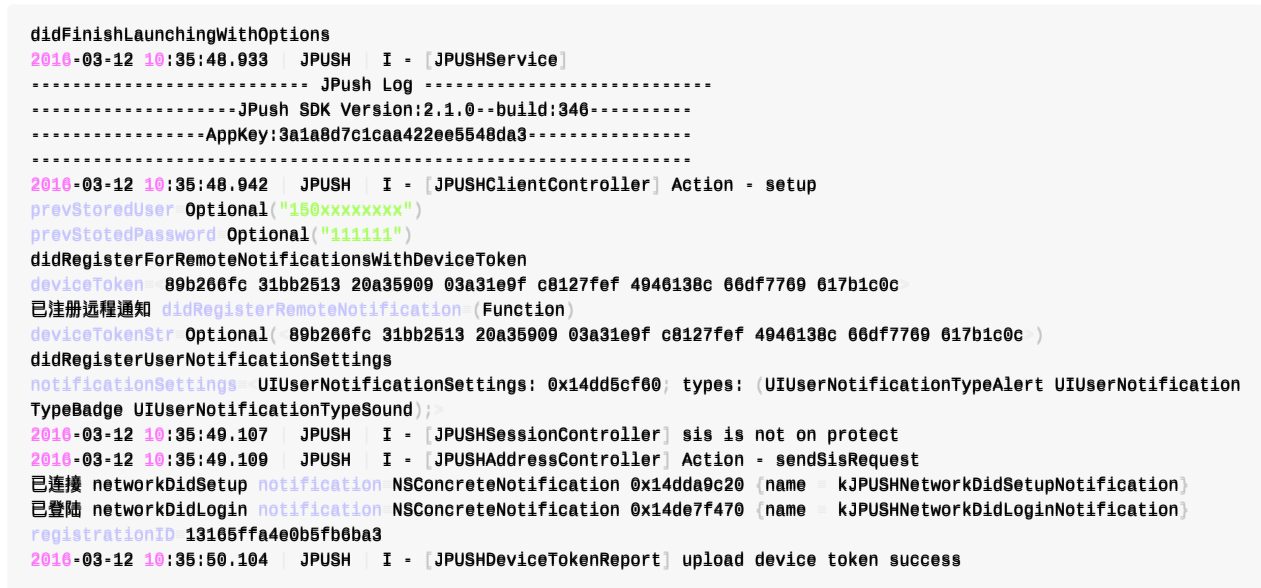 didFinishLaunchingWithOptions
2016-03-12 10:35:48.933 | JPUSH | I - [JPUSHService]
--------------------------- JPush Log ----------------------------
--------------------JPush SDK Version:2.1.0--build:346----------
-----------------AppKey:3a1a8d7c1caa422ee5548da3----------------
----------------------------------------------------------------
2016-03-12 10:35:48.942 | JPUSH | I - [JPUSHClientController] Action - setup
prevStoredUser=Optional("150xxxxxxxx")
prevStotedPassword=Optional("111111")
didRegisterForRemoteNotificationsWithDeviceToken
deviceToken=<89b266fc 31bb2513 20a35909 03a31e9f c8127fef 4946138c 66df7769 617b1c0c>
已注册远程通知 didRegisterRemoteNotification=(Function)
deviceTokenStr=Optional(<89b266fc 31bb2513 20a35909 03a31e9f c8127fef 4946138c 66df7769 617b1c0c>)
didRegisterUserNotificationSettings
notificationSettings=<UIUserNotificationSettings: 0x14dd5cf60; types: (UIUserNotificationTypeAlert UIUserNotification
TypeBadge UIUserNotificationTypeSound);>
2016-03-12 10:35:49.107 | JPUSH | I - [JPUSHSessionController] sis is not on protect
2016-03-12 10:35:49.109 | JPUSH | I - [JPUSHAddressController] Action - sendSisRequest
已连接 networkDidSetup notification=NSConcreteNotification 0x14dda9c20 {name = kJPUSHNetworkDidSetupNotification}
已登陆 networkDidLogin notification=NSConcreteNotification 0x14de7f470 {name = kJPUSHNetworkDidLoginNotification}
registrationID=13165ffa4e0b5fb6ba3
2016-03-12 10:35:50.104 | JPUSH | I - [JPUSHDeviceTokenReport] upload device token success